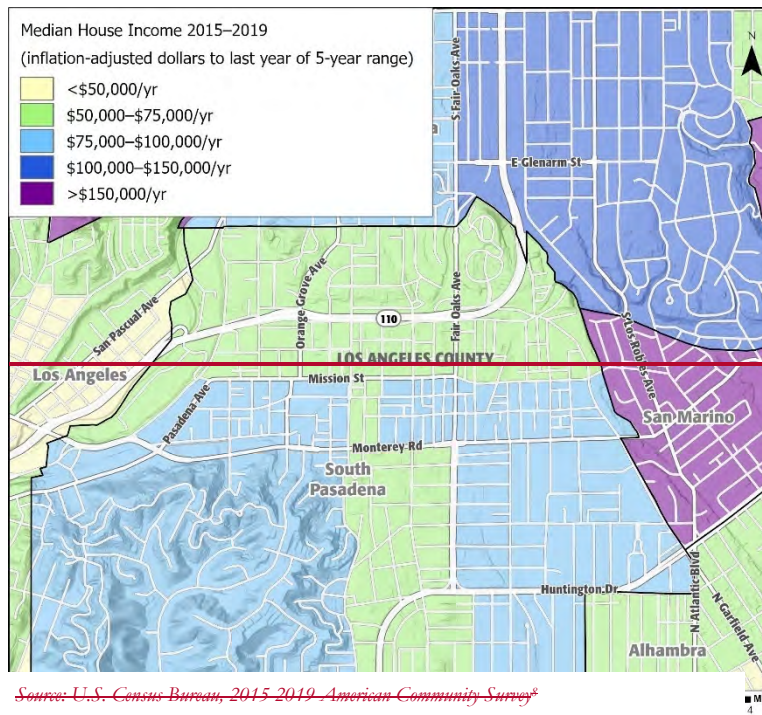 Median House Income 2015–2019
(inflation-adjusted dollars to last year of 5-year range)
<$50,000/yr
$50,000–$75,000/yr
$75,000–$100,000/yr
$100,000–$150,000/yr
>$150,000/yr
N
S Fair Oaks Ave
E Glenarm St
Orange Grove Ave
San Pascual Ave
110
Fair Oaks Ave
S Los Robles Ave
LOS ANGELES COUNTY
Los Angeles
Mission St
Pasadena Ave
San Marino
Monterey Rd
South
Pasadena
Huntington Dr
N Atlantic Blvd
N Garfield Ave
Alhambra
Source: U.S. Census Bureau, 2015-2019 American Community Survey8
M
4